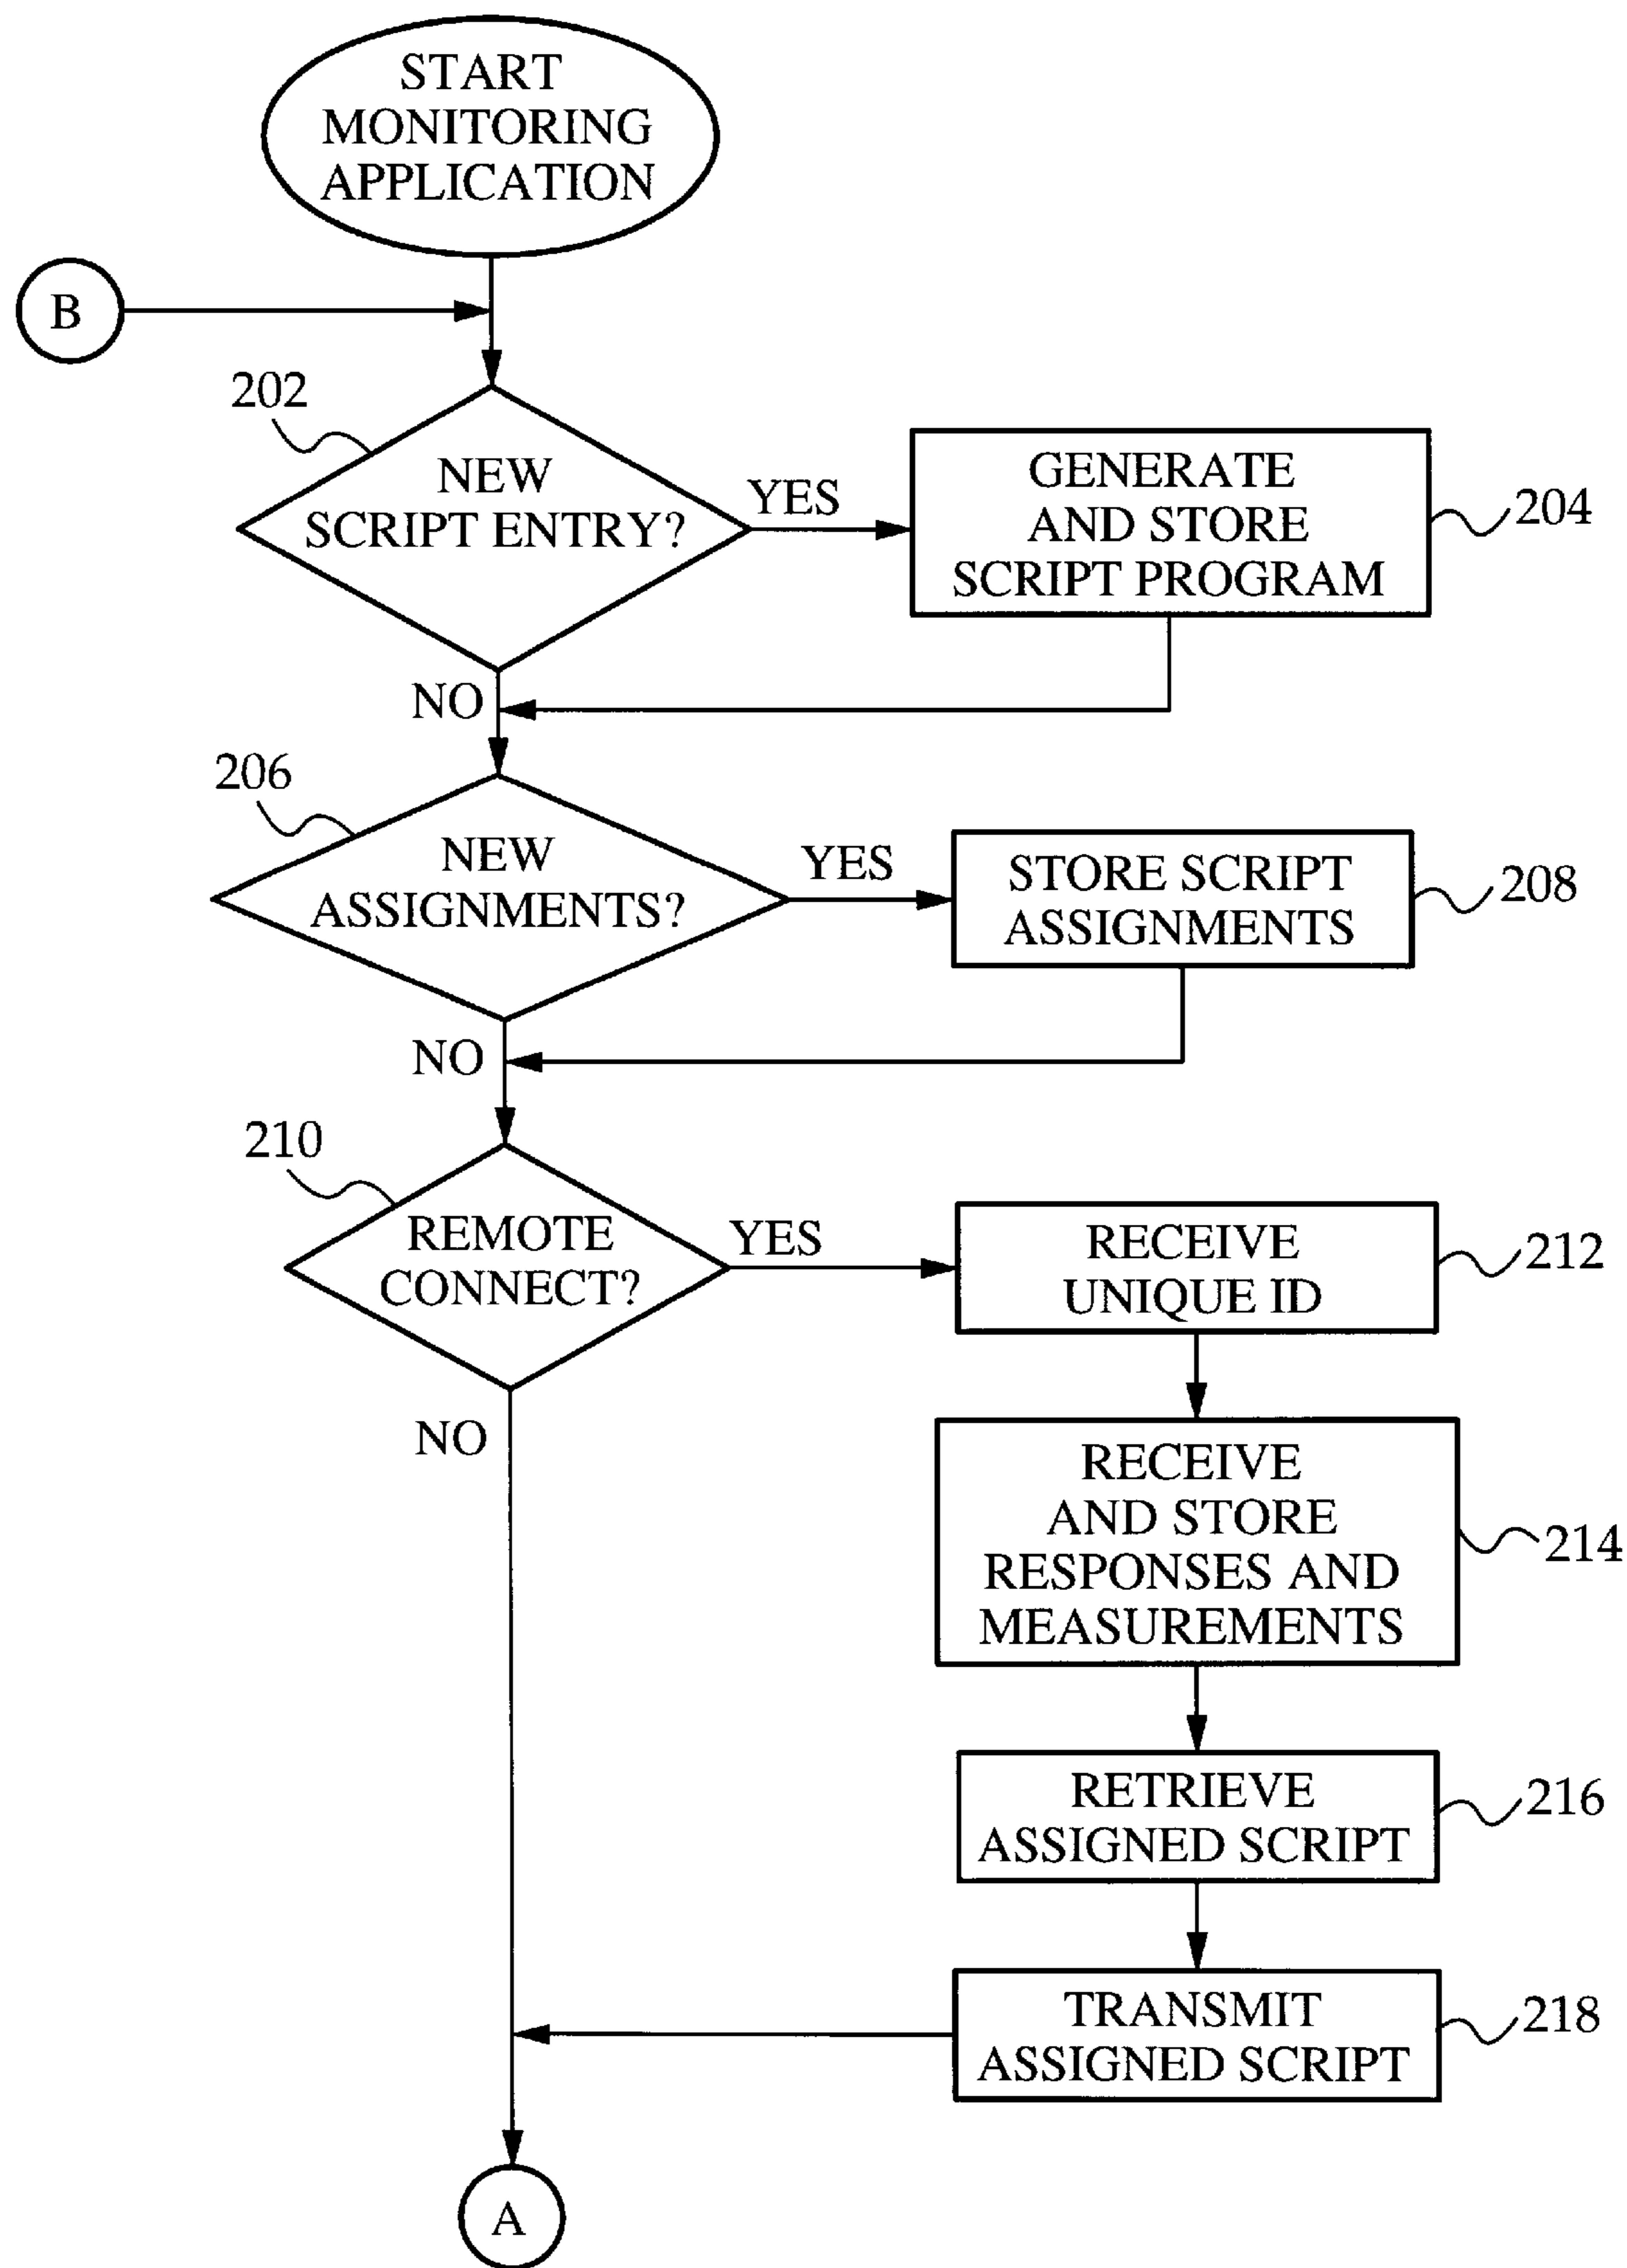 START
MONITORING
APPLICATION
B
202
NEW
SCRIPT ENTRY?
YES
GENERATE
AND STORE
SCRIPT PROGRAM
204
NO
206
NEW
ASSIGNMENTS?
YES
STORE SCRIPT
ASSIGNMENTS
208
NO
210
REMOTE
CONNECT?
YES
RECEIVE
UNIQUE ID
212
NO
RECEIVE
AND STORE
RESPONSES AND
MEASUREMENTS
214
RETRIEVE
ASSIGNED SCRIPT
216
TRANSMIT
ASSIGNED SCRIPT
218
A